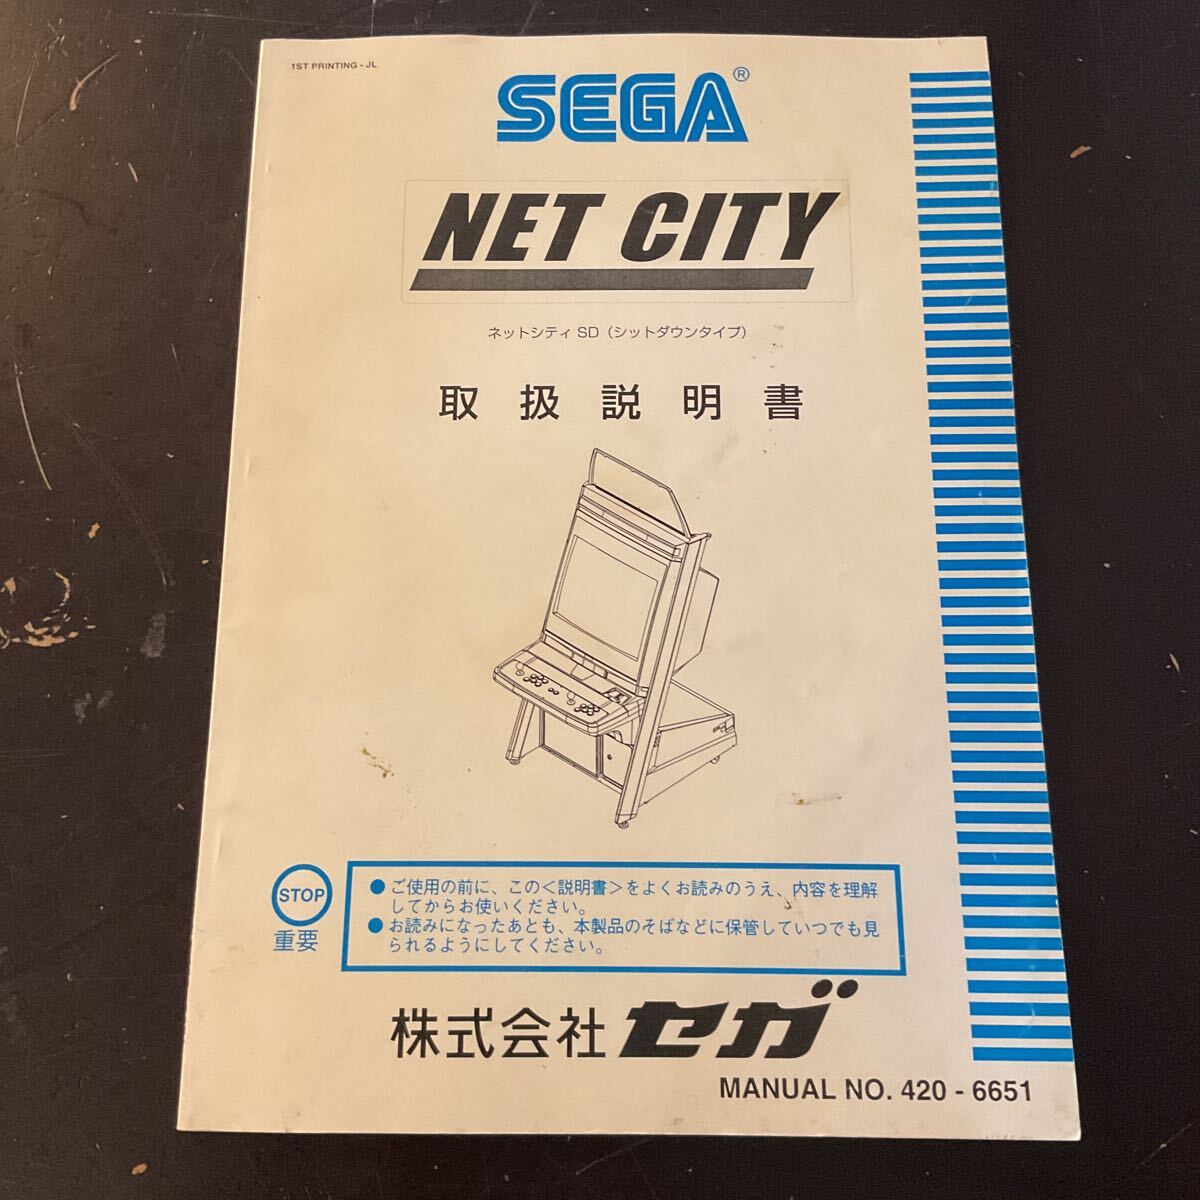 1ST PRINTING - JL
SEGA®
NET CITY
ネットシティ SD（シットダウンタイプ）
取扱説明書
STOP
重要
●ご使用の前に、この＜説明書＞をよくお読みのうえ、内容を理解
してからお使いください。
●お読みになったあとも、本製品のそばなどに保管していつでも見
られるようにしてください。
株式会社 セガ
MANUAL NO. 420 - 6651